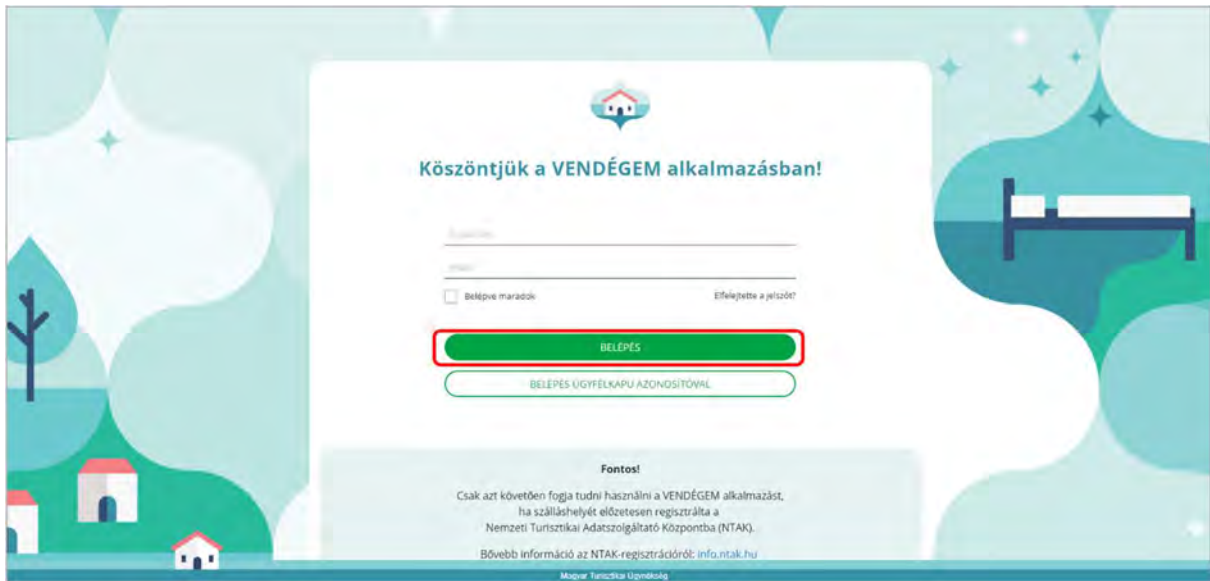 Köszöntjük a VENDÉGEM alkalmazásban!
Belépve maradok
Elfelejtette a jelszót?
BELÉPÉS
BELÉPÉS ÜGYFÉLKAPU AZONOSÍTÓVAL
Fontos!
Csak azt követően fogja tudni használni a VENDÉGEM alkalmazást,
ha szálláshelyét előzetesen regisztrálta a
Nemzeti Turisztikai Adatszolgáltató Központba (NTAK).
Bővebb információ az NTAK-regisztrációról: info.ntak.hu
Magyar Turisztikai Ügynökség